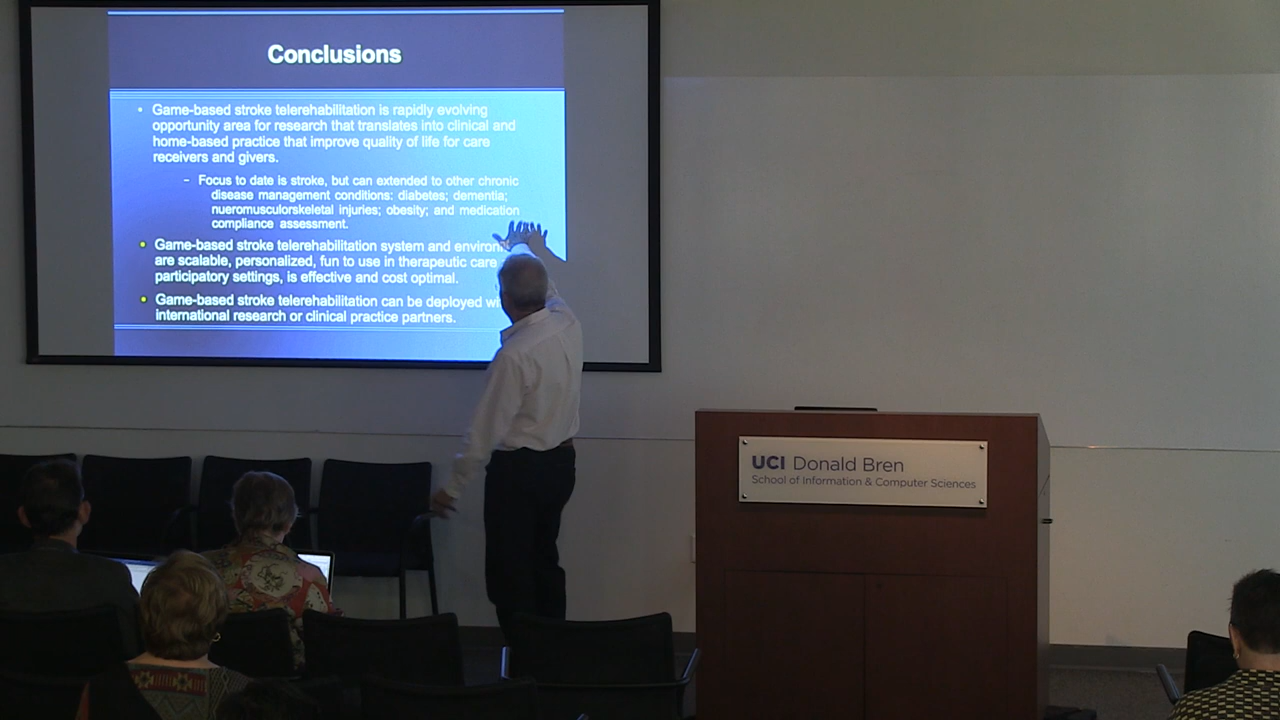 Conclusions
• Game-based stroke telerehabilitation is rapidly evolving
opportunity area for research that translates into clinical and
home-based practice that improve quality of life for care
receivers and givers.
– Focus to date is stroke, but can extended to other chronic
disease management conditions: diabetes; dementia;
nueromusculorskeletal injuries; obesity; and medication
compliance assessment.
• Game-based stroke telerehabilitation system and
are scalable, personalized, fun to use in therapeutic care
participatory settings, is effective and cost optimal.
• Game-based stroke telerehabilitation can be deployed
international research or clinical practice partners.
UCI Donald Bren
School of Information & Computer Sciences